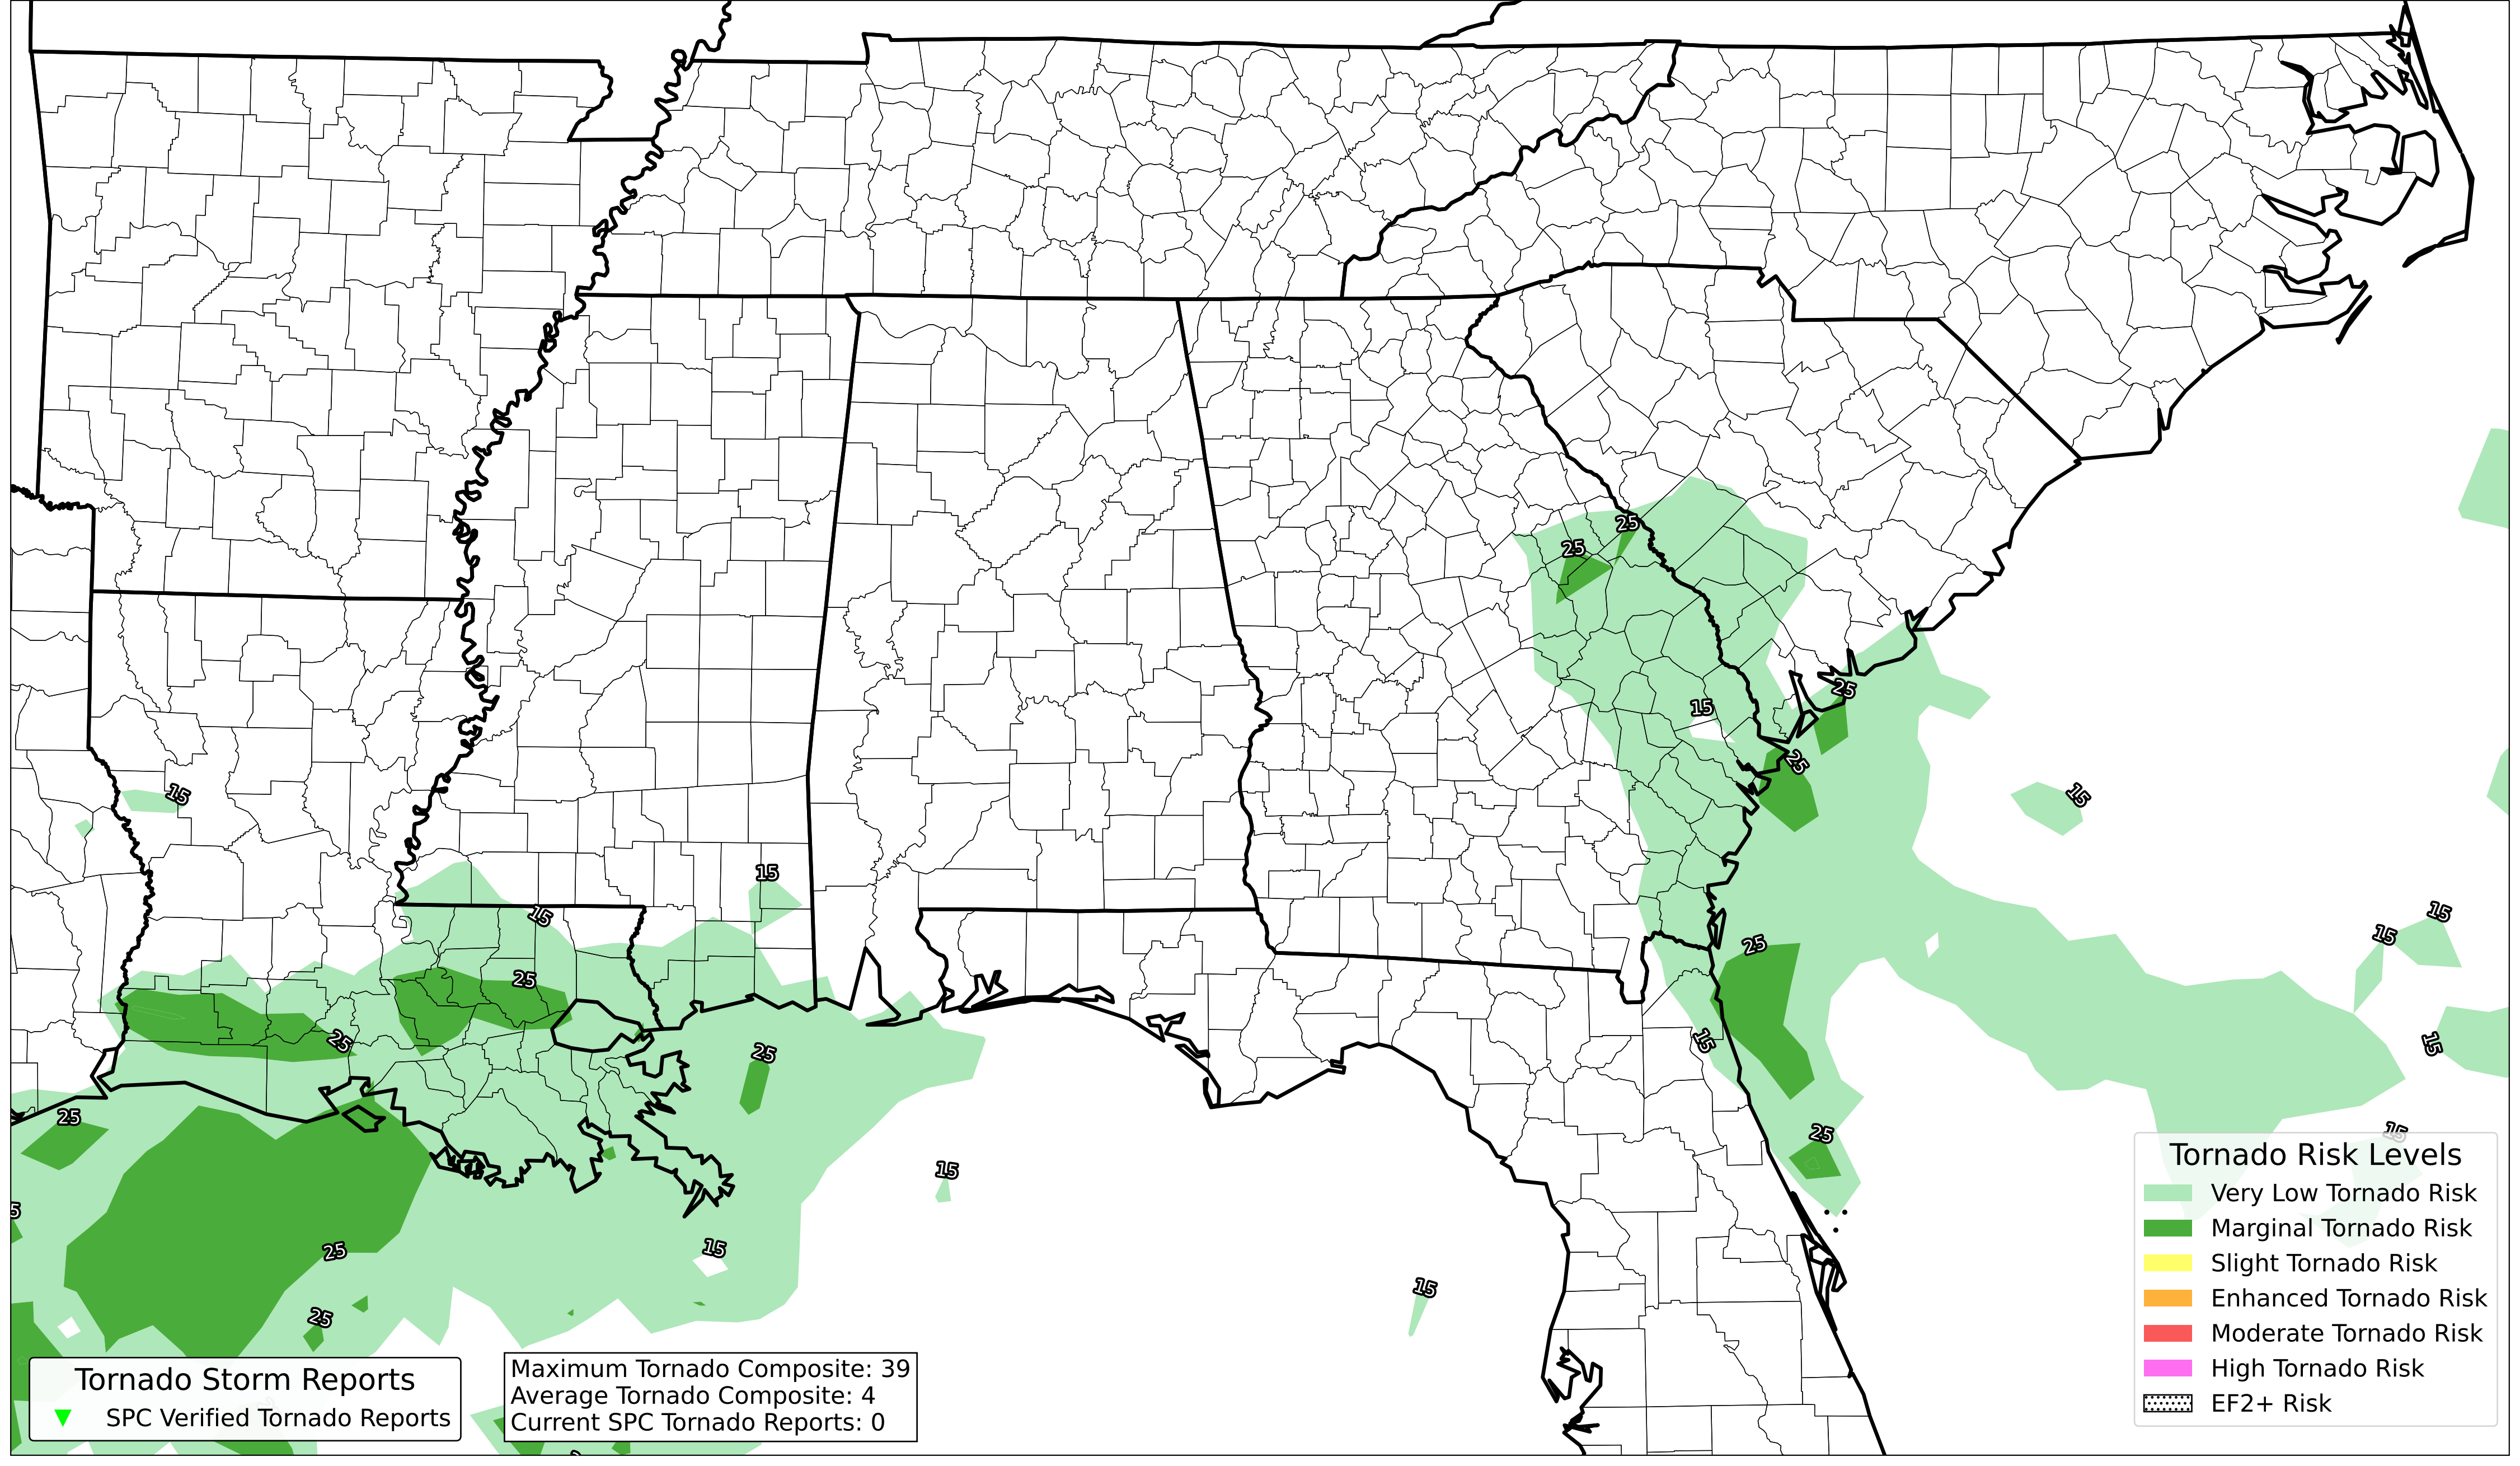 25
25
15
25
25
15
15
15
15
15
25
15
25
15
25
25
15
25
15
25
15
25
15
5
15
25
15
25
Tornado Risk Levels
Very Low Tornado Risk
Marginal Tornado Risk
Slight Tornado Risk
Enhanced Tornado Risk
Moderate Tornado Risk
High Tornado Risk
EF2+ Risk
Tornado Storm Reports
SPC Verified Tornado Reports
Maximum Tornado Composite: 39
Average Tornado Composite: 4
Current SPC Tornado Reports: 0